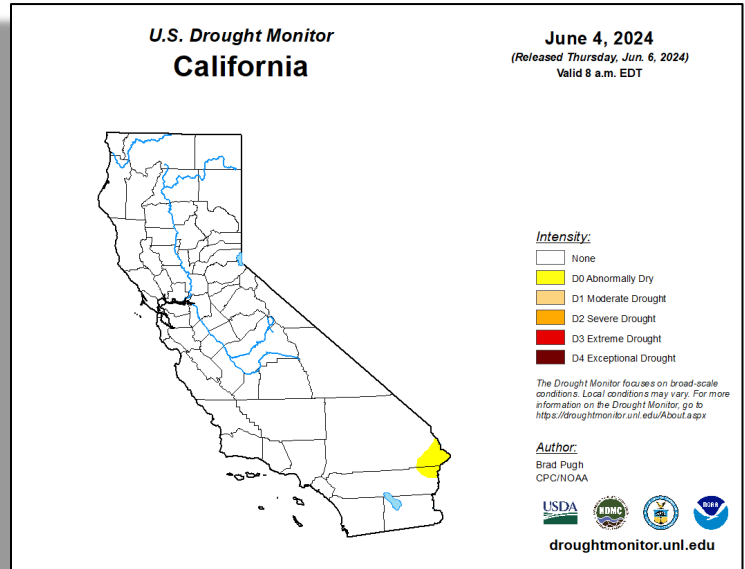 U.S. Drought Monitor
California
June 4, 2024
(Released Thursday, Jun. 6, 2024)
Valid 8 a.m. EDT
Intensity:
None
D0 Abnormally Dry
D1 Moderate Drought
D2 Severe Drought
D3 Extreme Drought
D4 Exceptional Drought
The Drought Monitor focuses on broad-scale
conditions. Local conditions may vary. For more
information on the Drought Monitor, go to
https://droughtmonitor.unl.edu/About.aspx
Author:
Brad Pugh
CPC/NOAA
USDA
NDMC
NOAA
droughtmonitor.unl.edu